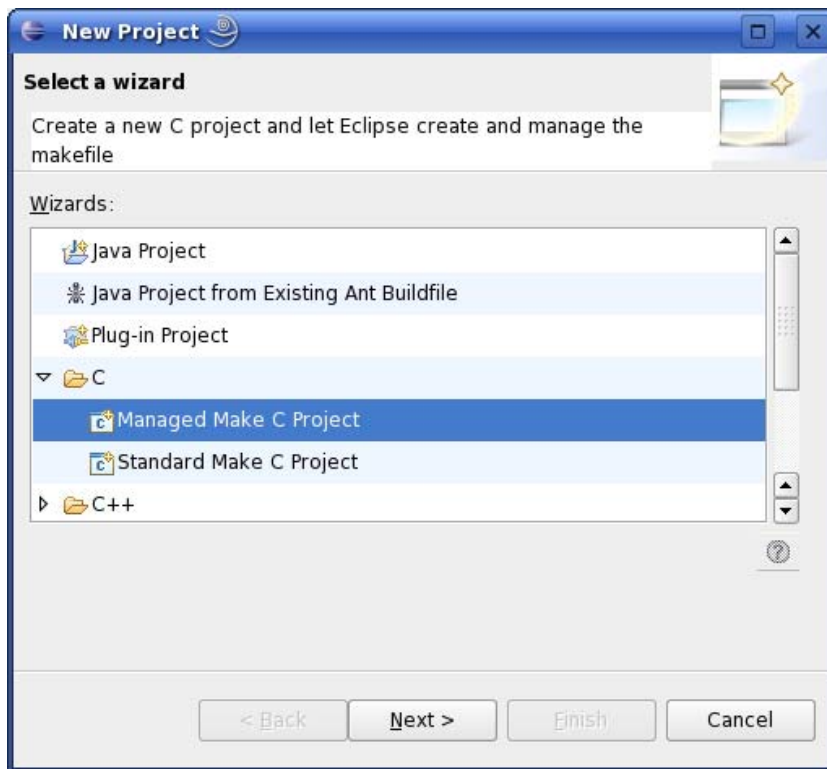 New Project
Select a wizard
Create a new C project and let Eclipse create and manage the
makefile
Wizards:
Java Project
Java Project from Existing Ant Buildfile
Plug-in Project
C
Managed Make C Project
Standard Make C Project
C++
< Back
Next >
Finish
Cancel